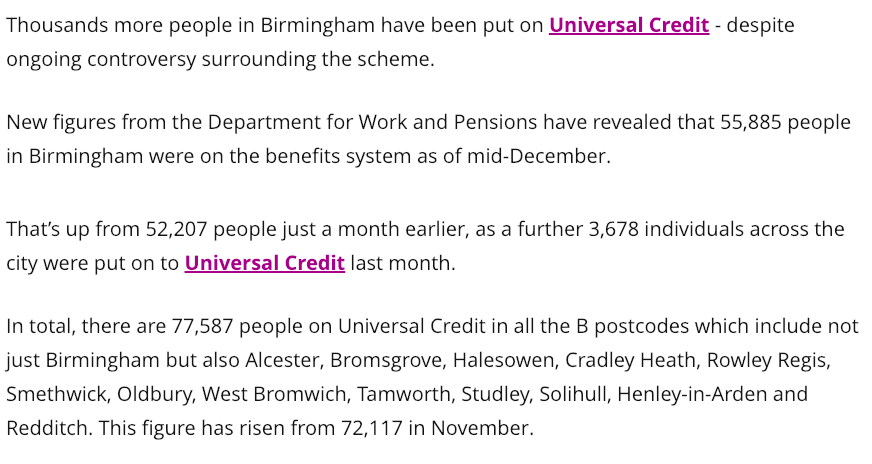 Thousands more people in Birmingham have been put on Universal Credit - despite
ongoing controversy surrounding the scheme.
New figures from the Department for Work and Pensions have revealed that 55,885 people
in Birmingham were on the benefits system as of mid-December.
That’s up from 52,207 people just a month earlier, as a further 3,678 individuals across the
city were put on to Universal Credit last month.
In total, there are 77,587 people on Universal Credit in all the B postcodes which include not
just Birmingham but also Alcester, Bromsgrove, Halesowen, Cradley Heath, Rowley Regis,
Smethwick, Oldbury, West Bromwich, Tamworth, Studley, Solihull, Henley-in-Arden and
Redditch. This figure has risen from 72,117 in November.